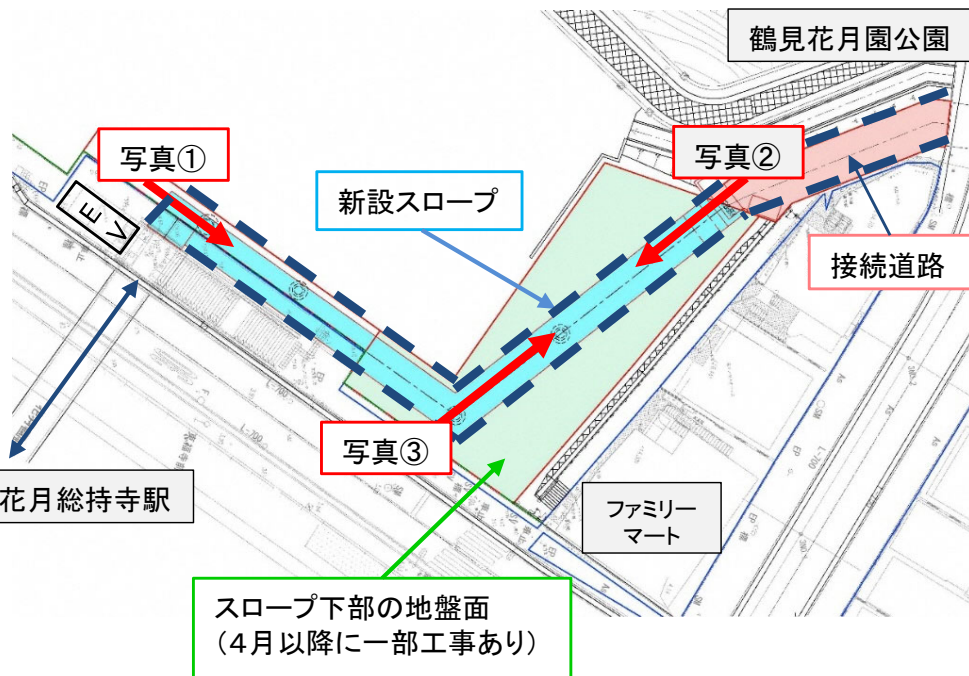 鶴見花月園公園
写真①
写真②
新設スロープ
EV
接続道路
写真③
花月総持寺駅
ファミリー
マート
スロープ下部の地盤面
(4月以降に一部工事あり)